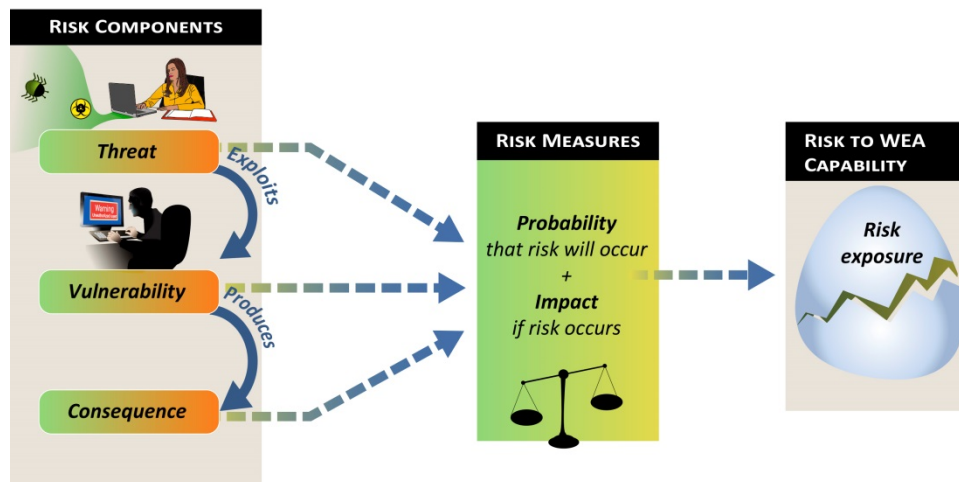 RISK COMPONENTS
Threat
Exploits
Warning
Vulnerability
Produces
Consequence
RISK MEASURES
Probability
that risk will occur
+
Impact
if risk occurs
RISK TO WEA
CAPABILITY
Risk
exposure